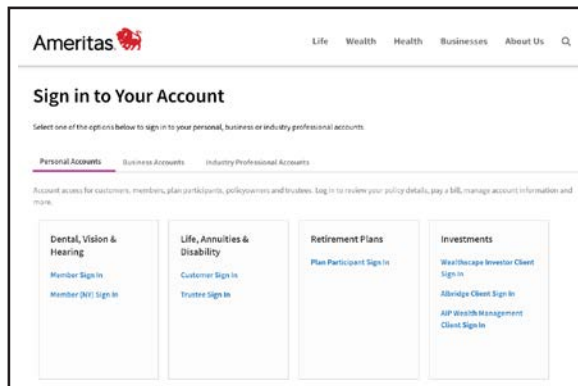 Ameritas
Life Wealth Health Businesses About Us
Sign in to Your Account
Select one of the options below to sign in to your personal, business or industry professional accounts.
Personal Accounts Business Accounts Industry Professional Accounts
Account access for customers, members, plan participants, policyowners and trustees. Log in to review your policy details, pay a bill, manage account information and
more.
Dental, Vision &
Hearing
Member Sign In
Member (NY) Sign In
Life, Annuities &
Disability
Customer Sign In
Trustee Sign In
Retirement Plans
Plan Participant Sign In
Investments
Wealthscape Investor Client
Sign In
Albridge Client Sign In
AIP Wealth Management
Client Sign In